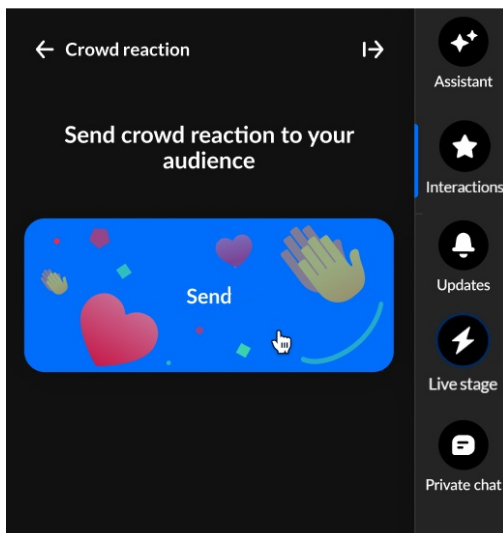 Crowd reaction
Send crowd reaction to your
audience
Send
Assistant
Interactions
Updates
Live stage
Private chat